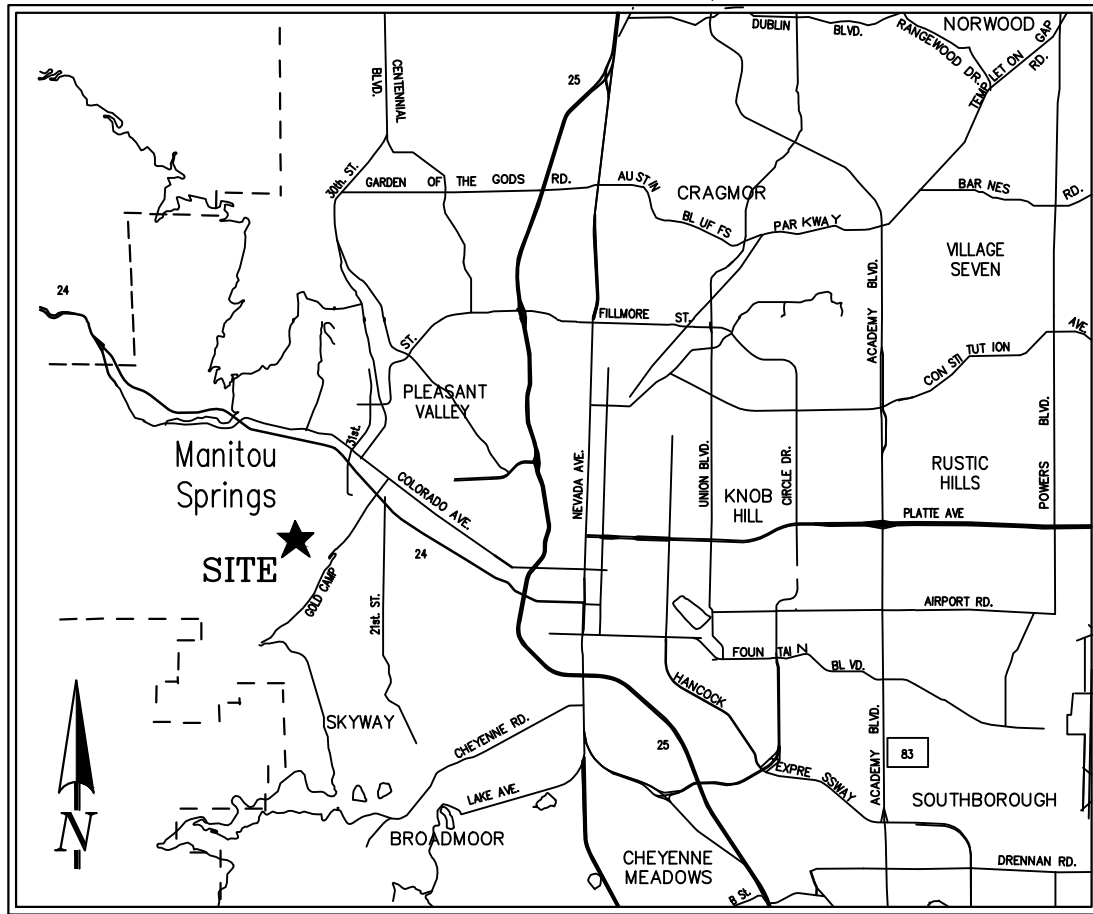 DUBLIN BLVD.
NORWOOD
RANGEWOOD DR.
TEMPLETON GAP RD.
CENTENNIAL BLVD.
25
30th. ST.
GARDEN OF THE GODS RD.
AUSTIN BLUFFS PARKWAY
CRAGMOR
BARNES RD.
VILLAGE
SEVEN
24
FILLMORE ST.
ACADEMY BLVD.
CONSTITUTION AVE.
ST.
PLEASANT
VALLEY
31st.
Manitou
Springs
COLORADO AVE.
NEVADA AVE.
UNION BLVD.
CIRCLE DR.
KNOB
HILL
RUSTIC
HILLS
POWERS BLVD.
PLATTE AVE
SITE
GOLD CAMP
24
21st. ST.
AIRPORT RD.
FOUNTAIN BLVD.
HANCOCK EXPRESSWAY
SKYWAY
CHEYENNE RD.
25
ACADEMY BLVD.
83
LAKE AVE.
SOUTHBOROUGH
N
BROADMOOR
CHEYENNE
MEADOWS
DRENNAN RD.
B St.